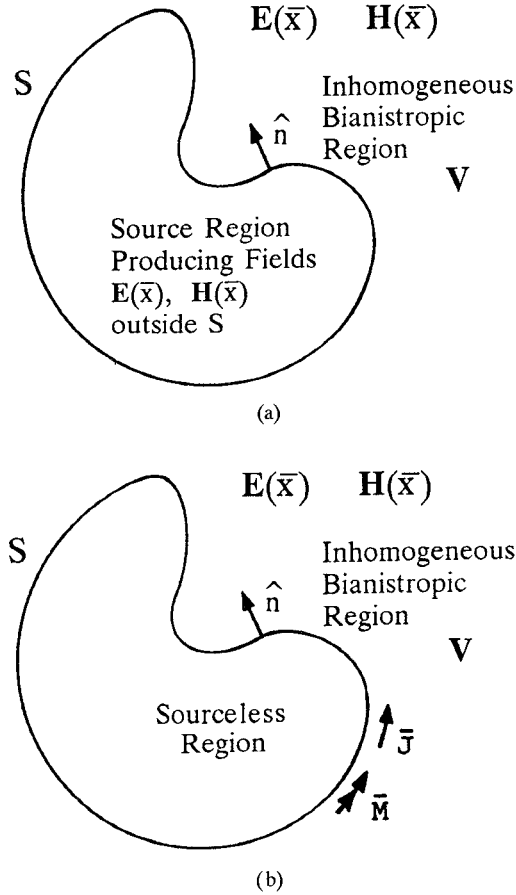 E(x̄) H(x̄)
S
n̂
Inhomogeneous
Bianistropic
Region
V
Source Region
Producing Fields
E(x̄), H(x̄)
outside S
(a)
E(x̄) H(x̄)
S
n̂
Inhomogeneous
Bianistropic
Region
V
Sourceless
Region
J̄
M̄
(b)